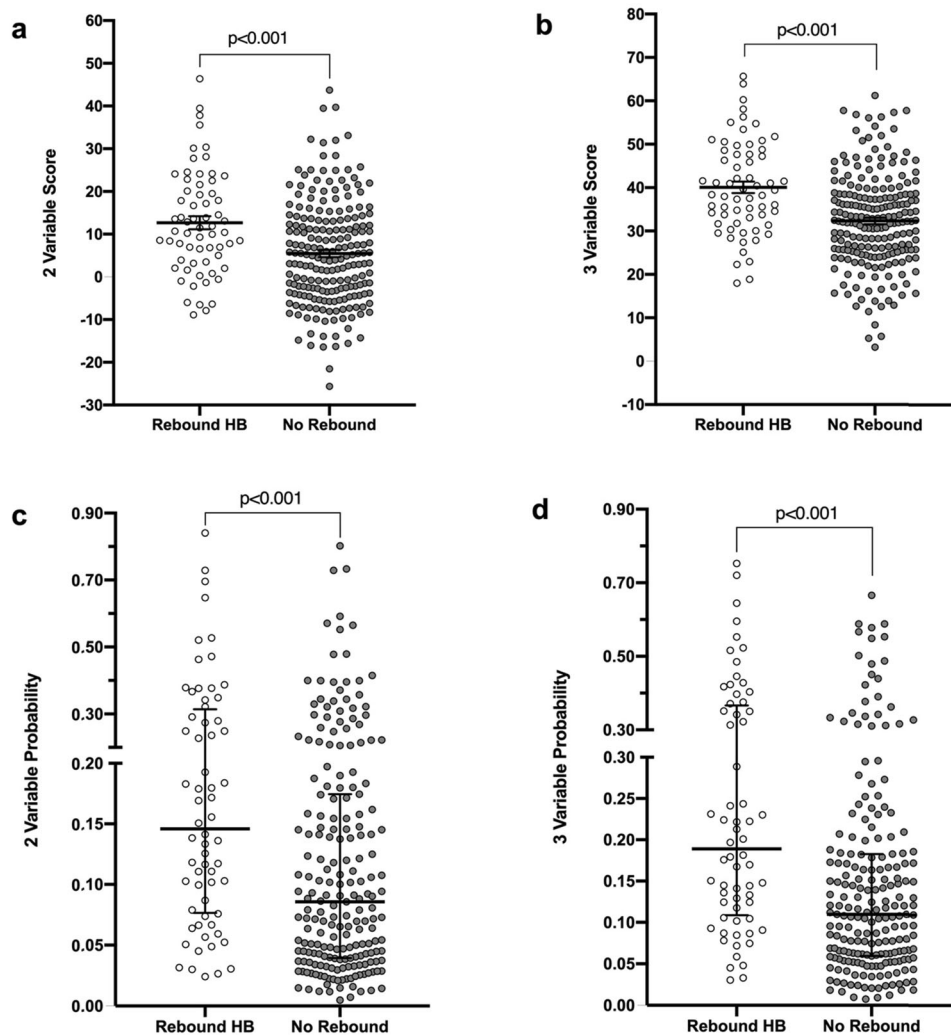 a
p<0.001
2 Variable Score
60
50
40
30
20
10
0
-10
-20
-30
Rebound HB No Rebound
b
p<0.001
3 Variable Score
80
70
60
50
40
30
20
10
0
-10
Rebound HB No Rebound
c
p<0.001
2 Variable Probability
0.90
0.70
0.50
0.30
0.20
0.15
0.10
0.05
0.00
Rebound HB No Rebound
d
p<0.001
3 Variable Probability
0.90
0.70
0.50
0.30
0.30
0.25
0.20
0.15
0.10
0.05
0.00
Rebound HB No Rebound